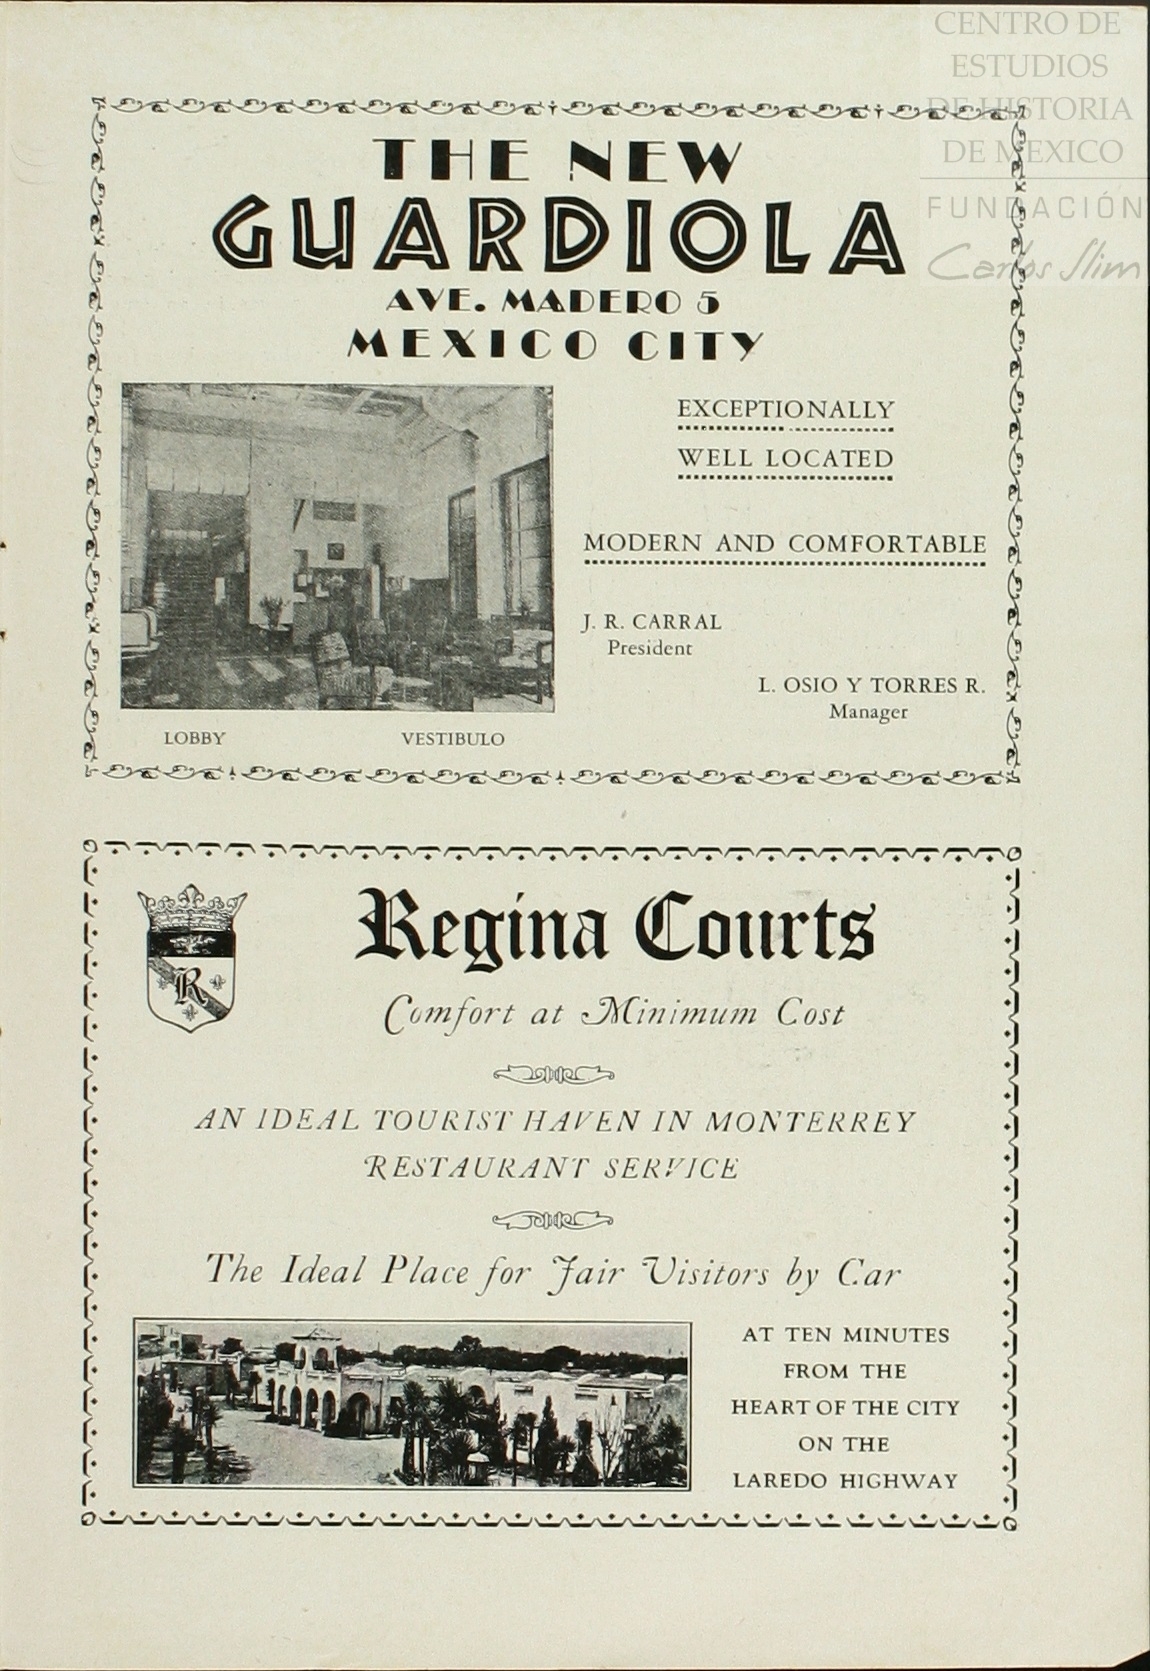 CENTRO DE
ESTUDIOS
DE HISTORIA
DE MEXICO
FUNDACIÓN
Carlos Slim
THE NEW
GUARDIOLA
AVE. MADERO 5
MEXICO CITY
EXCEPTIONALLY
WELL LOCATED
MODERN AND COMFORTABLE
J. R. CARRAL
President
L. OSIO Y TORRES R.
Manager
LOBBY VESTIBULO
Regina Courts
R
Comfort at Minimum Cost
AN IDEAL TOURIST HAVEN IN MONTERREY
RESTAURANT SERVICE
The Ideal Place for Fair Visitors by Car
AT TEN MINUTES
FROM THE
HEART OF THE CITY
ON THE
LAREDO HIGHWAY